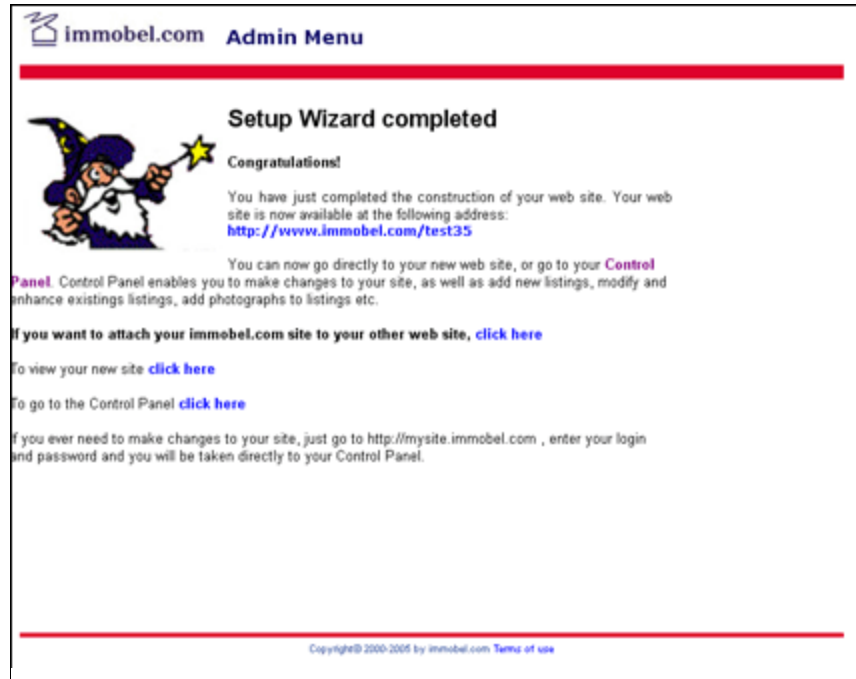 immobel.com Admin Menu
Setup Wizard completed
Congratulations!
You have just completed the construction of your web site. Your web
site is now available at the following address:
http://www.immobel.com/test35
You can now go directly to your new web site, or go to your Control
Panel. Control Panel enables you to make changes to your site, as well as add new listings, modify and
enhance existings listings, add photographs to listings etc.
If you want to attach your immobel.com site to your other web site, click here
To view your new site click here
To go to the Control Panel click here
If you ever need to make changes to your site, just go to http://mysite.immobel.com , enter your login
and password and you will be taken directly to your Control Panel.
Copyright© 2000-2005 by immobel.com Terms of use